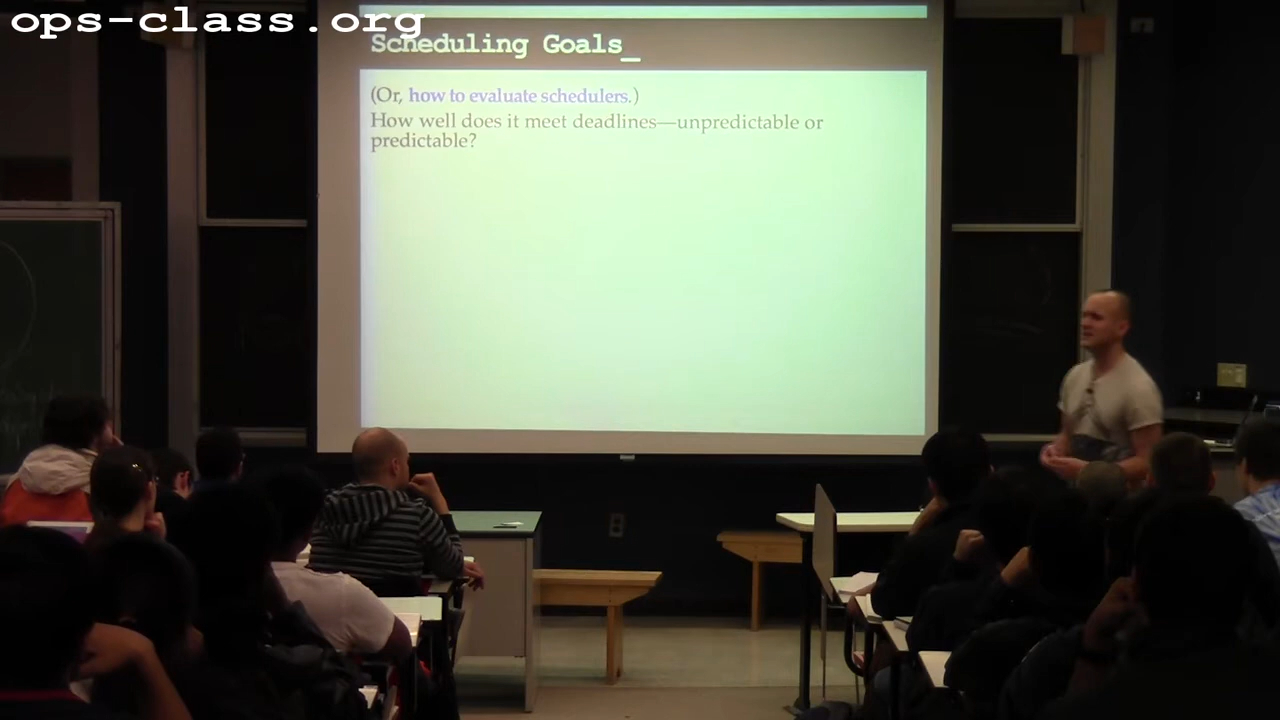 ops-class.org
Scheduling Goals_
(Or, how to evaluate schedulers.)
How well does it meet deadlines—unpredictable or
predictable?